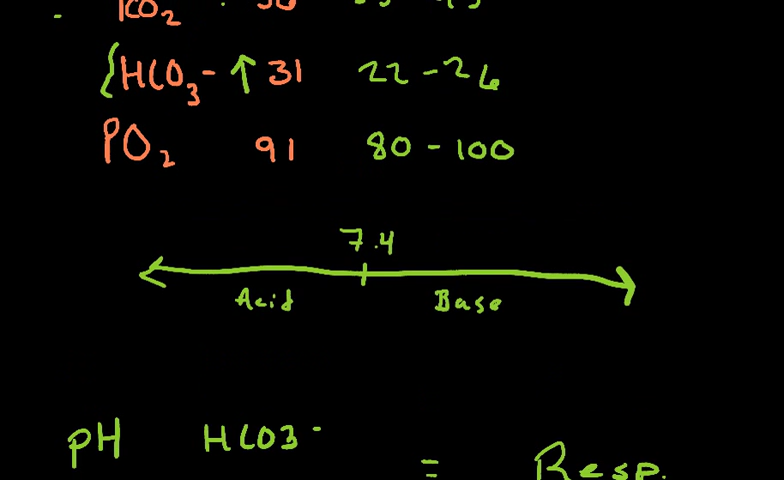 HCO3- ↑ 31 22-26
PO2 91 80-100
7.4
Acid Base
pH HCO3-
= Resp.